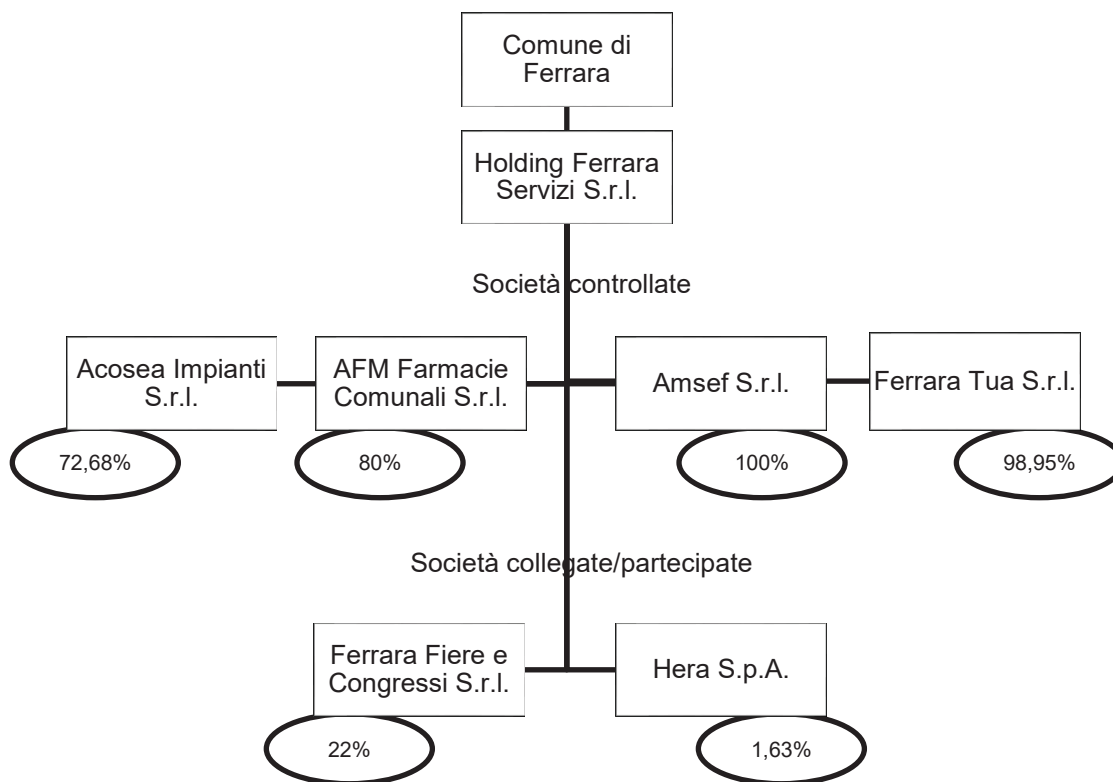 Comune di
Ferrara
Holding Ferrara
Servizi S.r.l.
Società controllate
Acosea Impianti
S.r.l.
AFM Farmacie
Comunali S.r.l.
Amsef S.r.l.
Ferrara Tua S.r.l.
72,68%
80%
100%
98,95%
Società collegate/partecipate
Ferrara Fiere e
Congressi S.r.l.
Hera S.p.A.
22%
1,63%